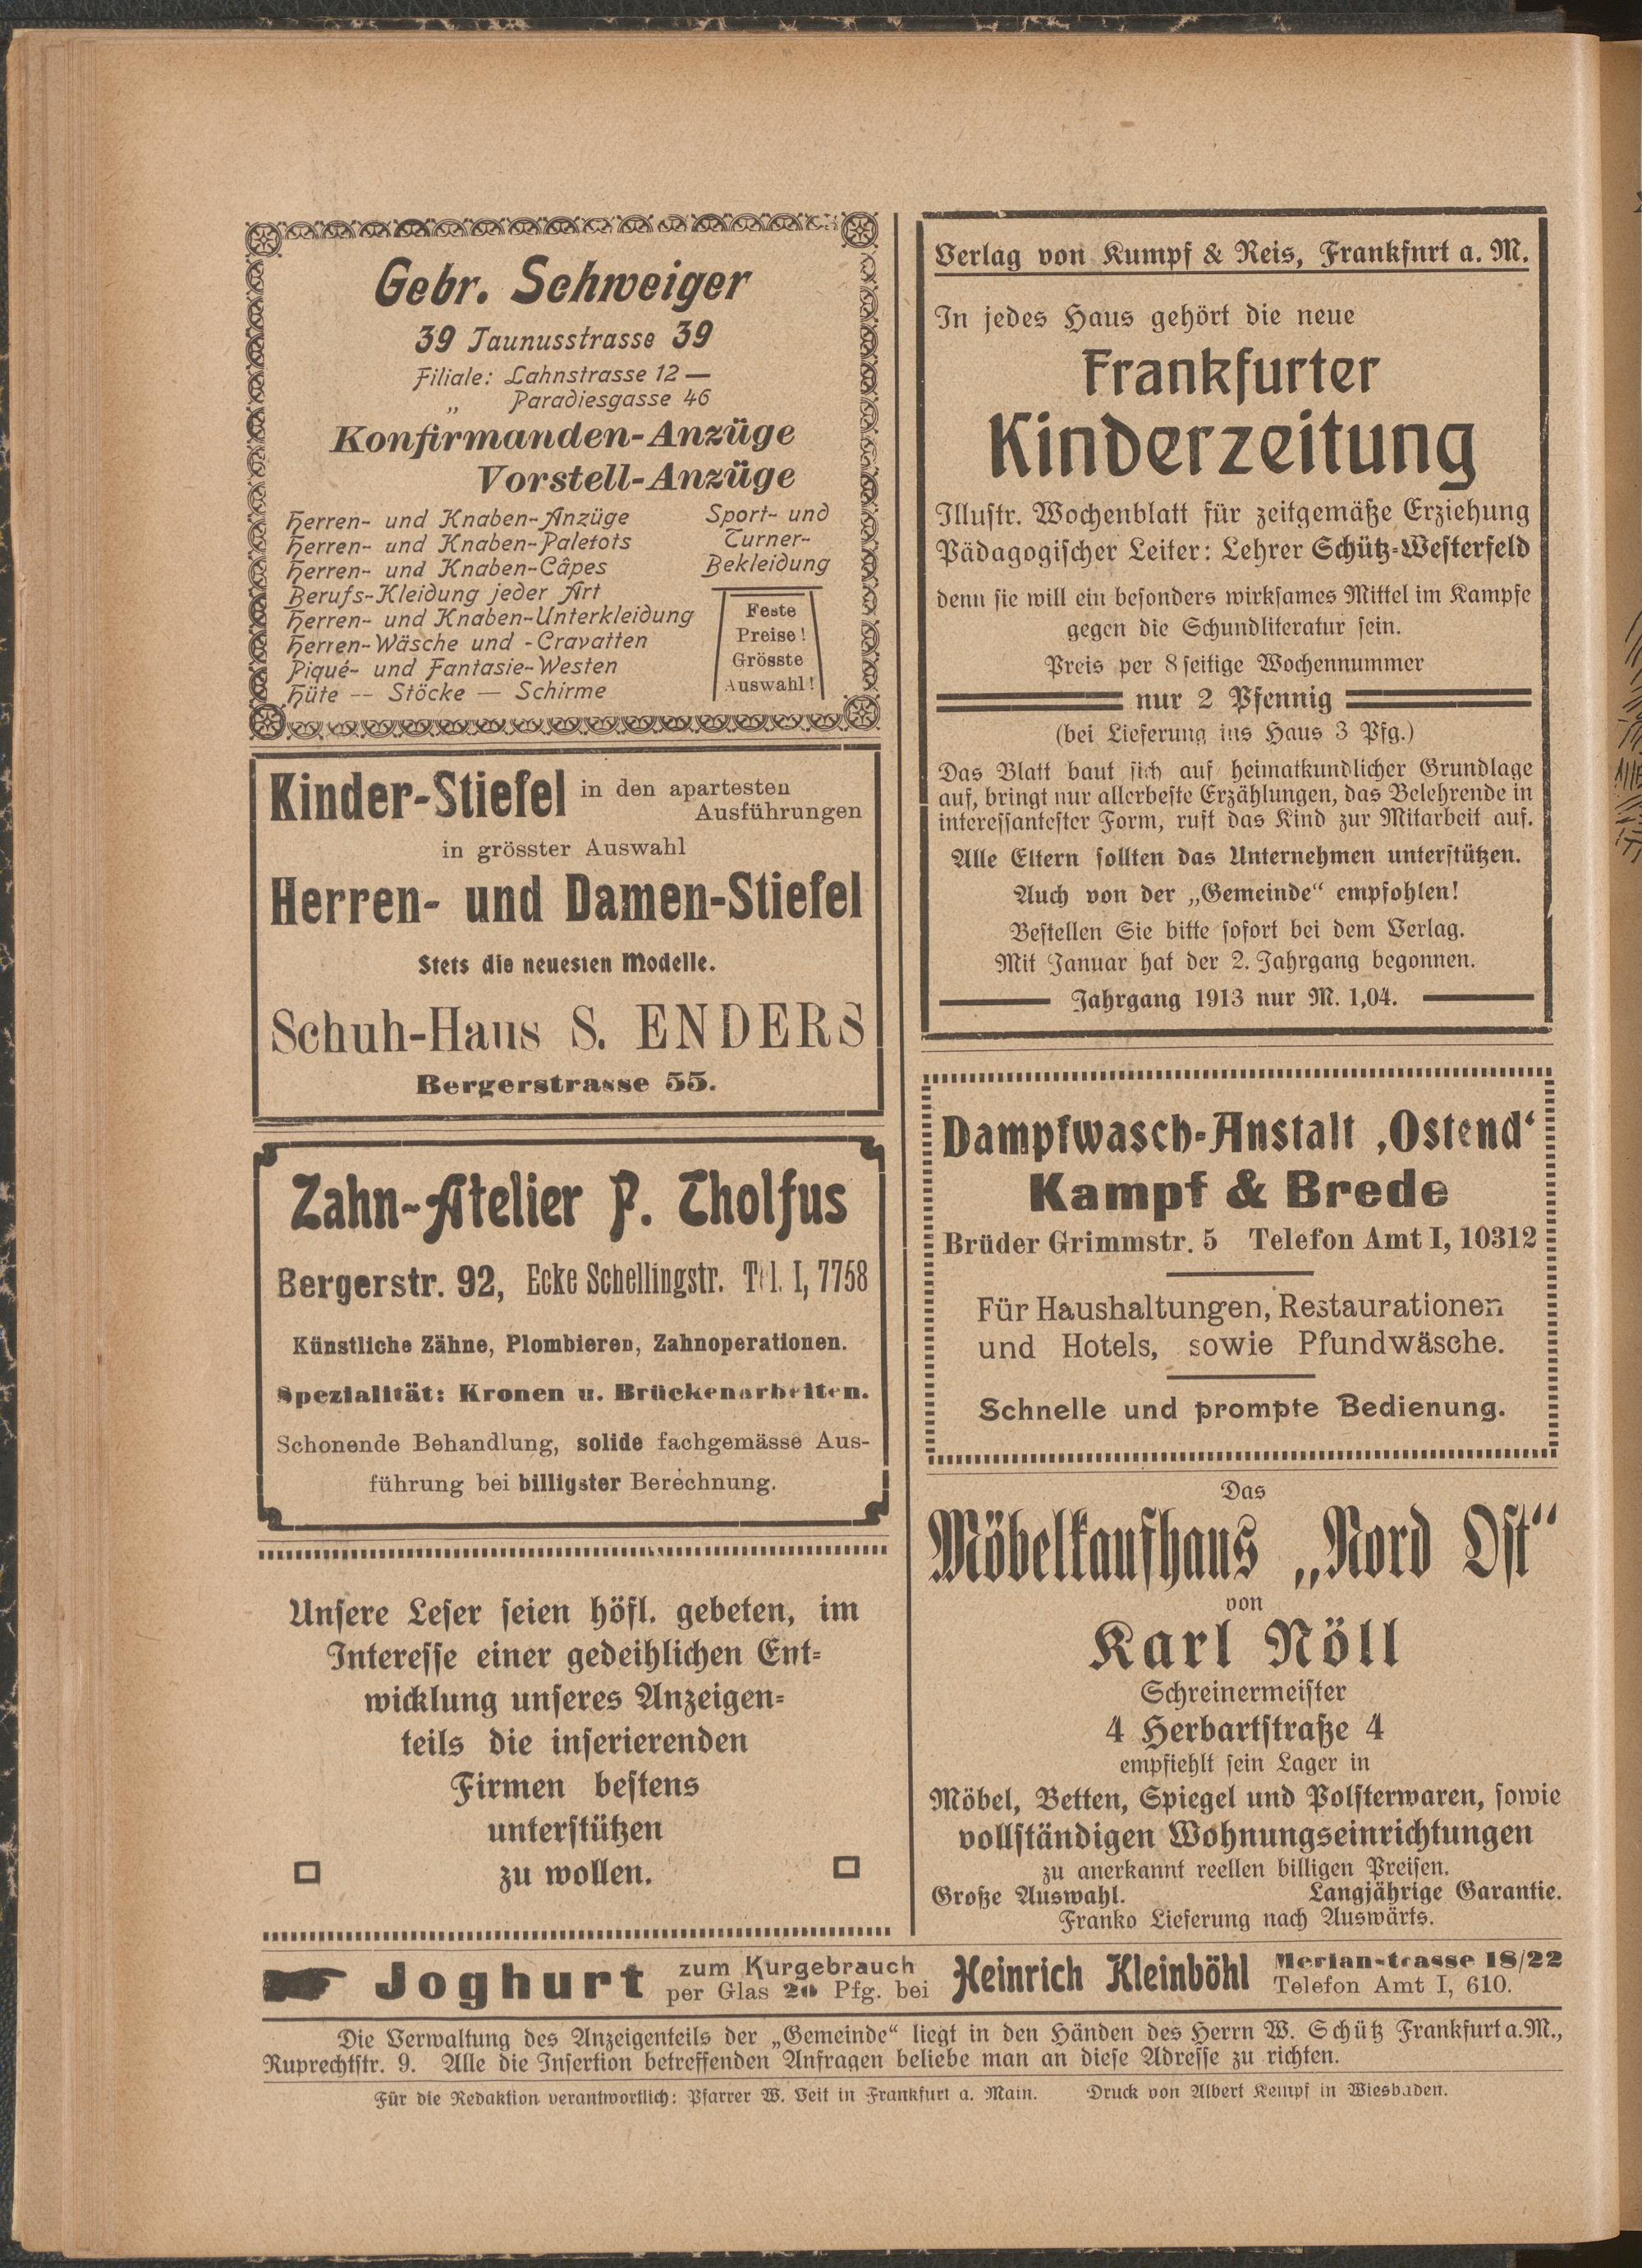 Gebr. Schweiger
39 Taunusstrasse 39
Filiale: Lahnstrasse 12 —
„ Paradiesgasse 46
Konfirmanden-Anzüge
Vorstell-Anzüge
Herren- und Knaben-Anzüge
Herren- und Knaben-Paletots
Herren- und Knaben-Câpes
Berufs-Kleidung jeder Art
Herren- und Knaben-Unterkleidung
Herren-Wäsche und -Cravatten
Piqué- und Fantasie-Westen
Hüte -- Stöcke — Schirme
Sport- und
Turner-
Bekleidung
Feste
Preise!
Grösste
Auswahl!
Kinder-Stiefel in den apartesten
Ausführungen
in grösster Auswahl
Herren- und Damen-Stiefel
Stets die neuesten Modelle.
Schuh-Haus S. ENDERS
Bergerstrasse 55.
Zahn-Atelier P. Tholfus
Bergerstr. 92, Ecke Schellingstr. Tel. I, 7758
Künstliche Zähne, Plombieren, Zahnoperationen.
Spezialität: Kronen u. Brückenarbeiten.
Schonende Behandlung, solide fachgemässe Aus-
führung bei billigster Berechnung.
Unsere Leser seien höfl. gebeten, im
Interesse einer gedeihlichen Ent-
wicklung unseres Anzeigen-
teils die inserierenden
Firmen bestens
unterstützen
zu wollen.
Verlag von Kumpf & Reis, Frankfnrt a. M.
In jedes Haus gehört die neue
Frankfurter
Kinderzeitung
Illustr. Wochenblatt für zeitgemäße Erziehung
Pädagogischer Leiter: Lehrer Schütz-Westerfeld
denn sie will ein besonders wirksames Mittel im Kampfe
gegen die Schundliteratur sein.
Preis per 8seitige Wochennummer
nur 2 Pfennig
(bei Lieferung ins Haus 3 Pfg.)
Das Blatt baut sich auf heimatkundlicher Grundlage
auf, bringt nur allerbeste Erzählungen, das Belehrende in
interessantester Form, ruft das Kind zur Mitarbeit auf.
Alle Eltern sollten das Unternehmen unterstützen.
Auch von der „Gemeinde“ empfohlen!
Bestellen Sie bitte sofort bei dem Verlag.
Mit Januar hat der 2. Jahrgang begonnen.
Jahrgang 1913 nur M. 1,04.
Dampfwasch-Anstalt ‚Ostend‘
Kampf & Brede
Brüder Grimmstr. 5 Telefon Amt I, 10312
Für Haushaltungen, Restaurationen
und Hotels, sowie Pfundwäsche.
Schnelle und prompte Bedienung.
Das
Möbelkaufhaus „Nord Ost“
von
Karl Nöll
Schreinermeister
4 Herbartstraße 4
empfiehlt sein Lager in
Möbel, Betten, Spiegel und Polsterwaren, sowie
vollständigen Wohnungseinrichtungen
zu anerkannt reellen billigen Preisen.
Große Auswahl. Langjährige Garantie.
Franko Lieferung nach Auswärts.
☛ Joghurt zum Kurgebrauch
per Glas 20 Pfg. bei Heinrich Kleinböhl Merianstrasse 18/22
Telefon Amt I, 610.
Die Verwaltung des Anzeigenteils der „Gemeinde“ liegt in den Händen des Herrn W. Schütz Frankfurt a. M.,
Ruprechtstr. 9. Alle die Insertion betreffenden Anfragen beliebe man an diese Adresse zu richten.
Für die Redaktion verantwortlich: Pfarrer W. Veit in Frankfurt a. Main. Druck von Albert Kempf in Wiesbaden.